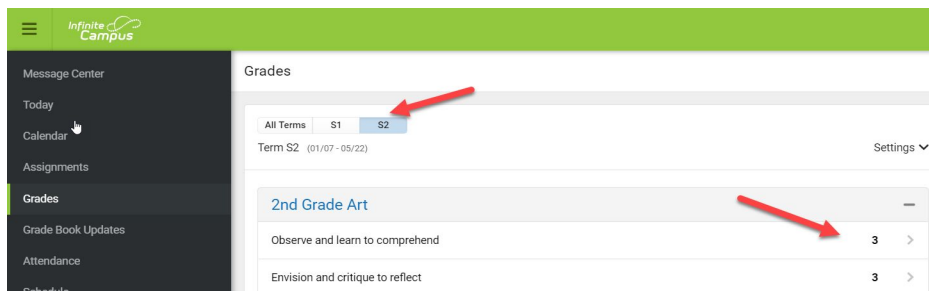 Infinite
Campus
Message Center
Grades
Today
Calendar
All Terms S1 S2
Term S2 (01/07 - 05/22) Settings
Assignments
Grades
2nd Grade Art
Grade Book Updates
Observe and learn to comprehend 3
Attendance
Envision and critique to reflect 3
Schedule